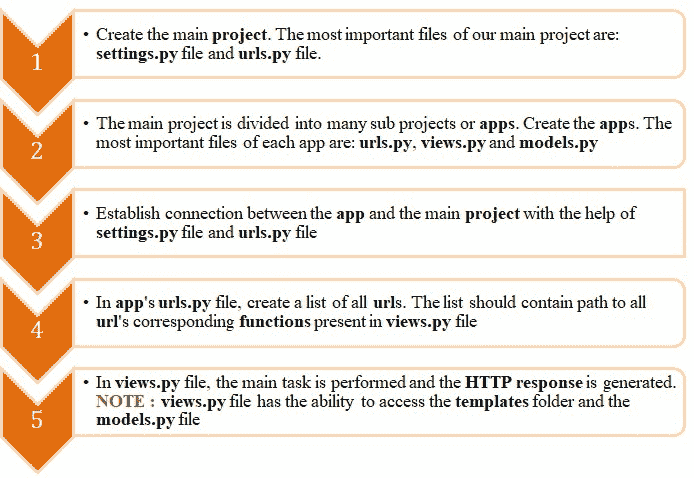 1
• Create the main project. The most important files of our main project are:
settings.py file and urls.py file.
2
• The main project is divided into many sub projects or apps. Create the apps. The
most important files of each app are: urls.py, views.py and models.py
3
• Establish connection between the app and the main project with the help of
settings.py file and urls.py file
4
• In app's urls.py file, create a list of all urls. The list should contain path to all
url's corresponding functions present in views.py file
5
• In views.py file, the main task is performed and the HTTP response is generated.
NOTE : views.py file has the ability to access the templates folder and the
models.py file